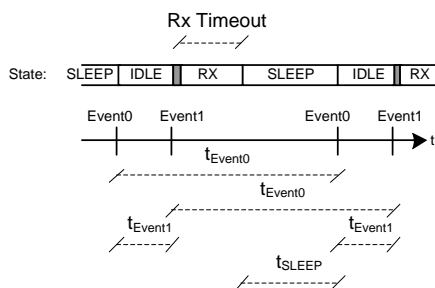 Rx Timeout
State: SLEEP IDLE RX SLEEP IDLE RX
Event0 Event1 Event0 Event1
t
tEvent0
tEvent0
tEvent1 tEvent1
tSLEEP